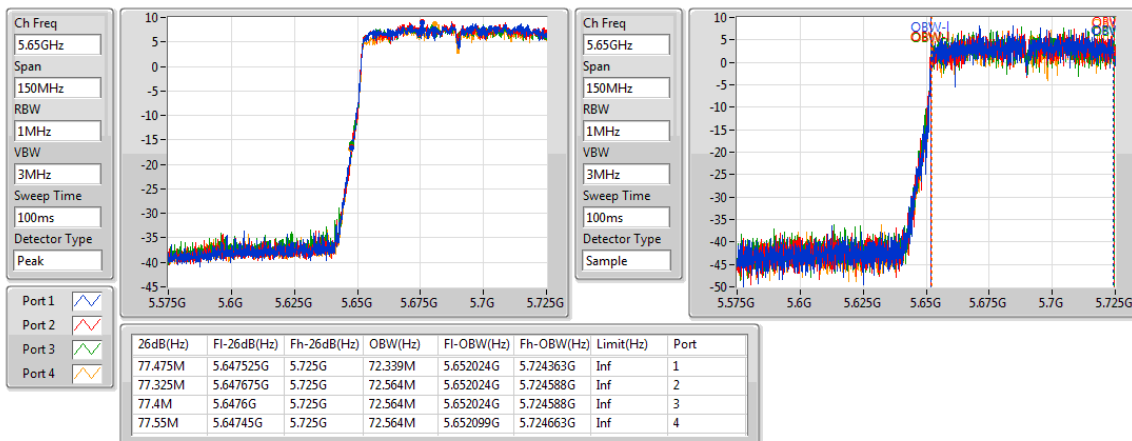 Ch Freq
5.65GHz
Span
150MHz
RBW
1MHz
VBW
3MHz
Sweep Time
100ms
Detector Type
Peak
Port 1
Port 2
Port 3
Port 4
10
5
0
-5
-10
-15
-20
-25
-30
-35
-40
-45
5.575G 5.6G 5.625G 5.65G 5.675G 5.7G 5.725G
Ch Freq
5.65GHz
Span
150MHz
RBW
1MHz
VBW
3MHz
Sweep Time
100ms
Detector Type
Sample
10
5
0
-5
-10
-15
-20
-25
-30
-35
-40
-45
-50
OBW-l
OBW
OBV
OBV
5.575G 5.6G 5.625G 5.65G 5.675G 5.7G 5.725G
26dB(Hz) Fl-26dB(Hz) Fh-26dB(Hz) OBW(Hz) Fl-OBW(Hz) Fh-OBW(Hz) Limit(Hz) Port
77.475M 5.647525G 5.725G 72.339M 5.652024G 5.724363G Inf 1
77.325M 5.647675G 5.725G 72.564M 5.652024G 5.724588G Inf 2
77.4M 5.6476G 5.725G 72.564M 5.652024G 5.724588G Inf 3
77.55M 5.64745G 5.725G 72.564M 5.652099G 5.724663G Inf 4